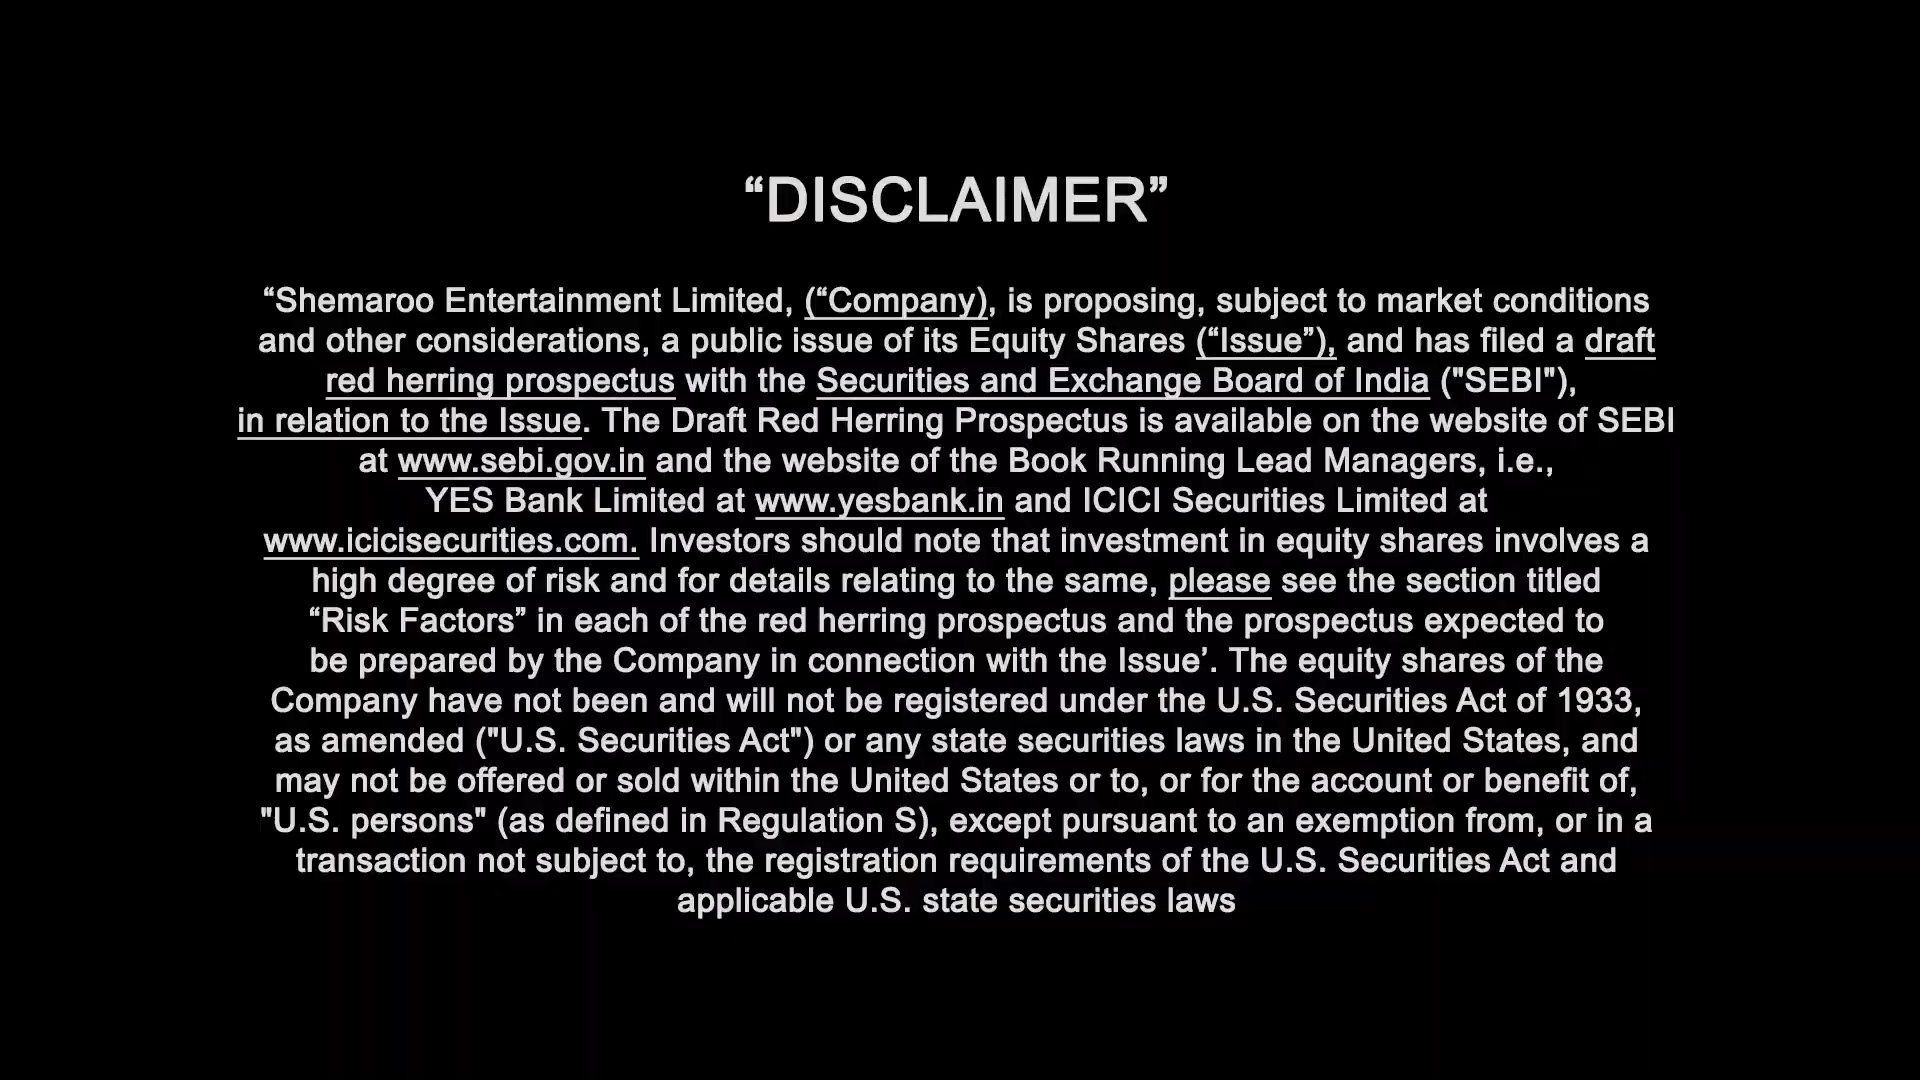 “DISCLAIMER”
“Shemaroo Entertainment Limited, (“Company), is proposing, subject to market conditions
and other considerations, a public issue of its Equity Shares (“Issue”), and has filed a draft
red herring prospectus with the Securities and Exchange Board of India ("SEBI"),
in relation to the Issue. The Draft Red Herring Prospectus is available on the website of SEBI
at www.sebi.gov.in and the website of the Book Running Lead Managers, i.e.,
YES Bank Limited at www.yesbank.in and ICICI Securities Limited at
www.icicisecurities.com. Investors should note that investment in equity shares involves a
high degree of risk and for details relating to the same, please see the section titled
“Risk Factors” in each of the red herring prospectus and the prospectus expected to
be prepared by the Company in connection with the Issue’. The equity shares of the
Company have not been and will not be registered under the U.S. Securities Act of 1933,
as amended ("U.S. Securities Act") or any state securities laws in the United States, and
may not be offered or sold within the United States or to, or for the account or benefit of,
"U.S. persons" (as defined in Regulation S), except pursuant to an exemption from, or in a
transaction not subject to, the registration requirements of the U.S. Securities Act and
applicable U.S. state securities laws